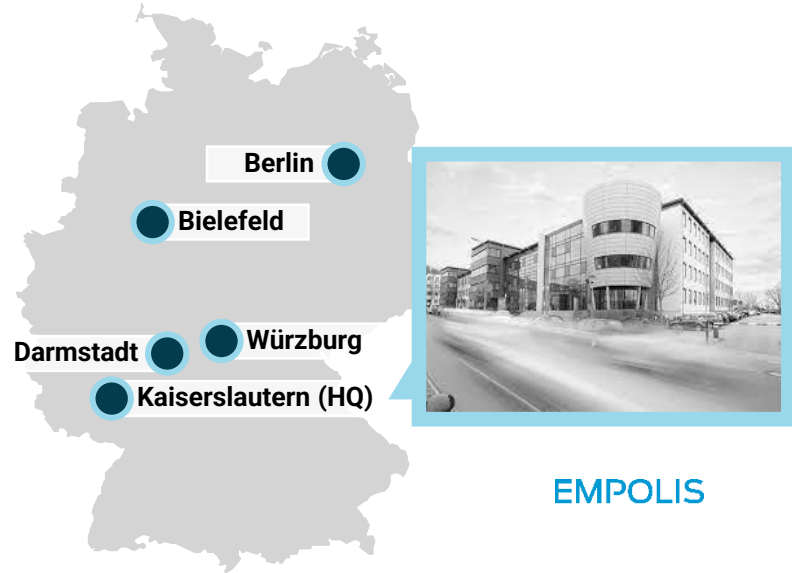 Berlin
Bielefeld
Würzburg
Darmstadt
Kaiserslautern (HQ)
EMPOLIS